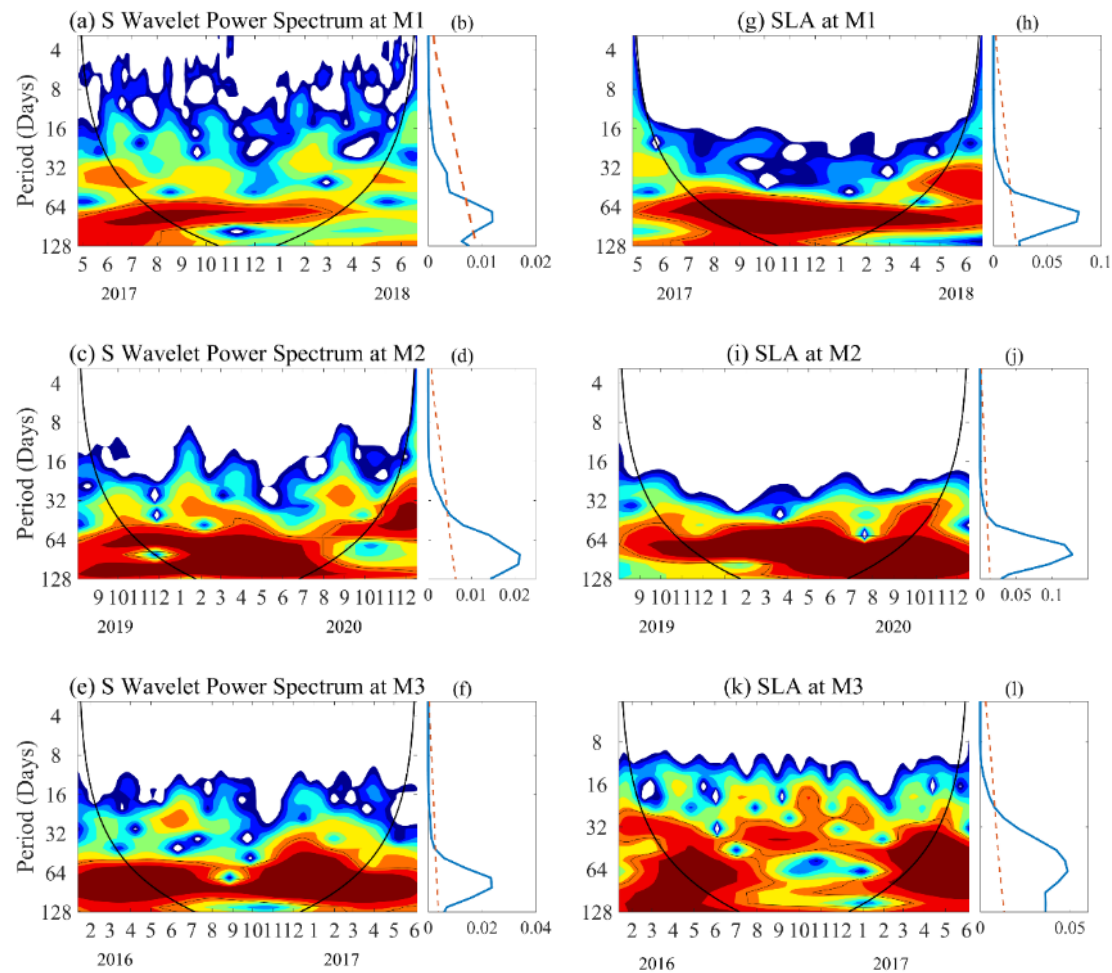 (a) S Wavelet Power Spectrum at M1
(b)
(g) SLA at M1
(h)
Period (Days)
4
8
16
32
64
128
5 6 7 8 9 10 11 12 1 2 3 4 5 6
2017 2018
0 0.01 0.02
4
8
16
32
64
128
5 6 7 8 9 10 11 12 1 2 3 4 5 6
2017 2018
0 0.05 0.1
(c) S Wavelet Power Spectrum at M2
(d)
(i) SLA at M2
(j)
Period (Days)
4
8
16
32
64
128
9 10 11 12 1 2 3 4 5 6 7 8 9 10 11 12
2019 2020
0 0.01 0.02
4
8
16
32
64
128
9 10 11 12 1 2 3 4 5 6 7 8 9 10 11 12
2019 2020
0 0.05 0.1
(e) S Wavelet Power Spectrum at M3
(f)
(k) SLA at M3
(l)
Period (Days)
4
8
16
32
64
128
2 3 4 5 6 7 8 9 10 11 12 1 2 3 4 5 6
2016 2017
0 0.02 0.04
8
16
32
64
128
2 3 4 5 6 7 8 9 10 11 12 1 2 3 4 5 6
2016 2017
0 0.05